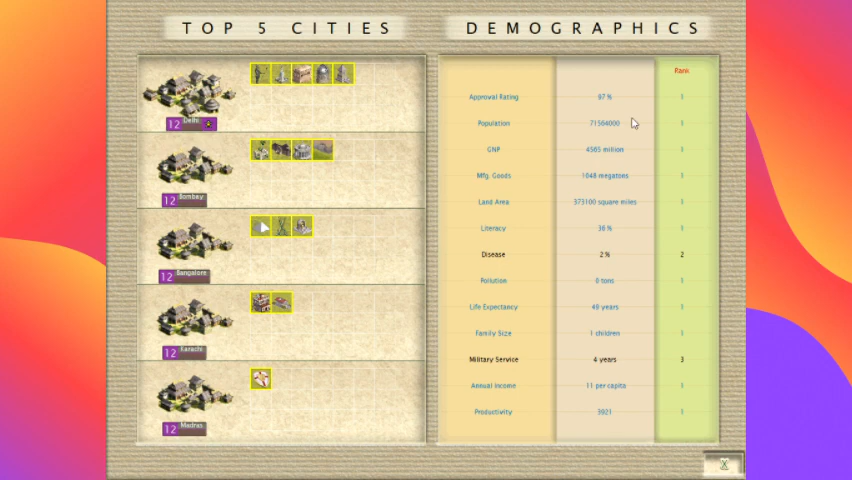 TOP 5 CITIES
DEMOGRAPHICS
12 Delhi
12 Bombay
12 Bangalore
12 Karachi
12 Madras
Rank
Approval Rating 87 % 1
Population 71564000 1
GNP 4565 million 1
Mfg. Goods 1048 megatons 1
Land Area 373100 square miles 1
Literacy 36 % 1
Disease 2 % 2
Pollution 0 tons 1
Life Expectancy 49 years 1
Family Size 1 children 1
Military Service 4 years 3
Annual Income 11 per capita 1
Productivity 3921 1
X